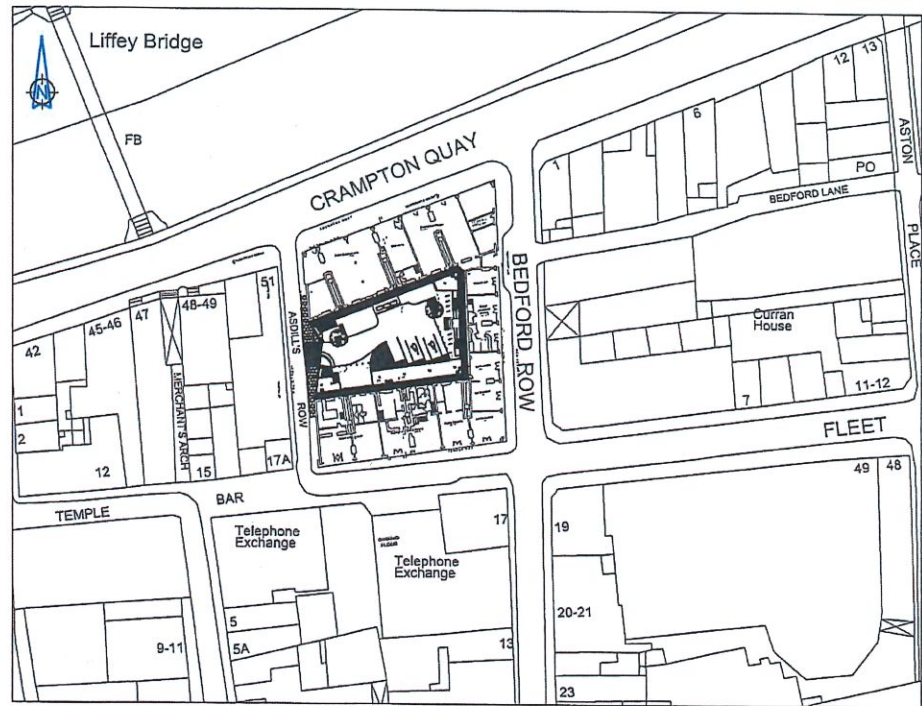 Liffey Bridge
N
FB
CRAMPTON QUAY
12
13
6
1
ASTON
PO
BEDFORD LANE
PLACE
BEDFORD ROW
51
48-49
47
45-46
42
ASDILL'S
ROW
MERCHANT'S ARCH
1
2
12
15
17A
Curran
House
7
11-12
FLEET
49
48
TEMPLE
BAR
Telephone
Exchange
Telephone
Exchange
17
19
5
5A
9-11
13
20-21
23